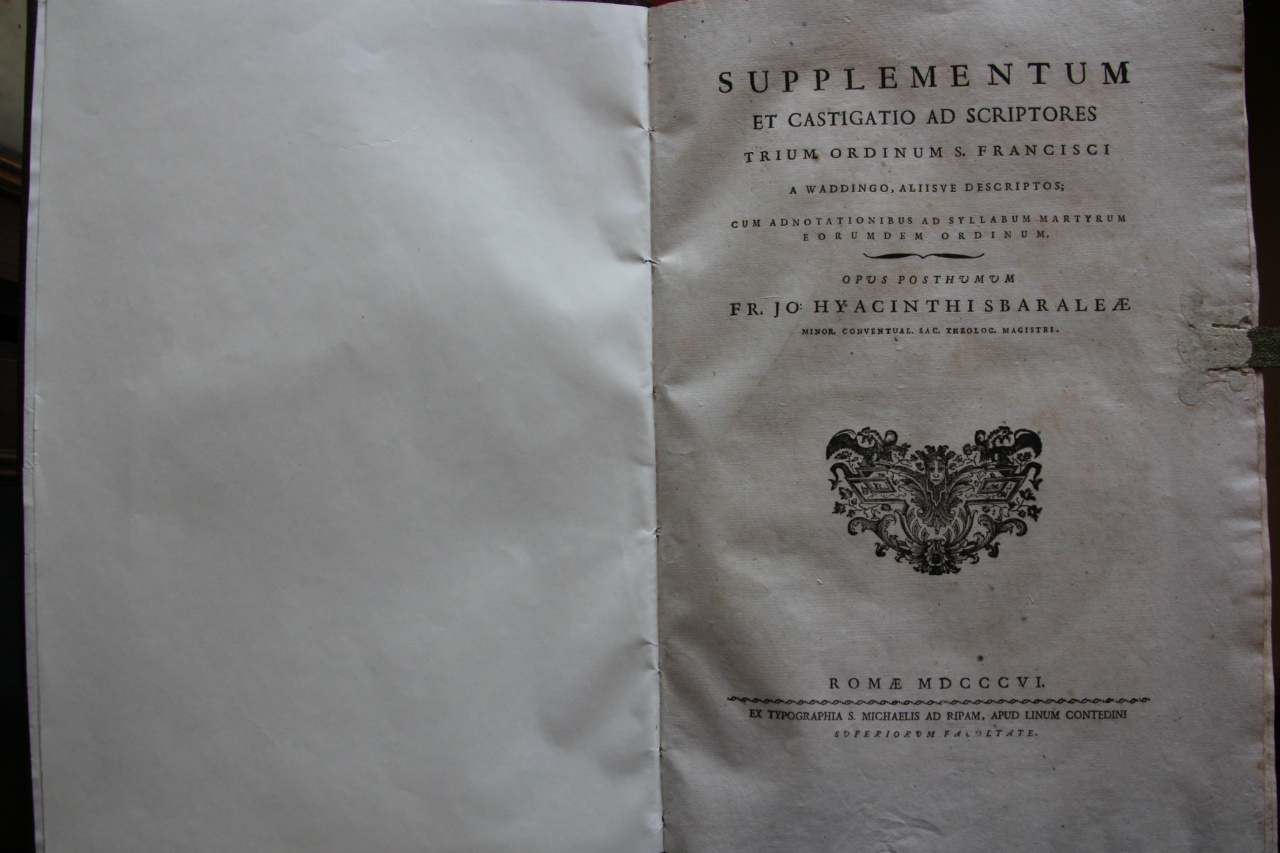 SUPPLEMENTUM
ET CASTIGATIO AD SCRIPTORES
TRIUM ORDINUM S. FRANCISCI
A WADDINGO, ALIISVE DESCRIPTOS;
CUM ADNOTATIONIBUS AD SYLLABUM MARTYRUM
EORUMDEM ORDINUM.
OPUS POSTHUMUM
FR. JO: HYACINTHI SBARALEÆ
MINOR. CONVENTUAL. SAC. THEOLOG. MAGISTRI.
ROMÆ MDCCCVI.
EX TYPOGRAPHIA S. MICHAELIS AD RIPAM, APUD LINUM CONTEDINI
SUPERIORUM FACULTATE.